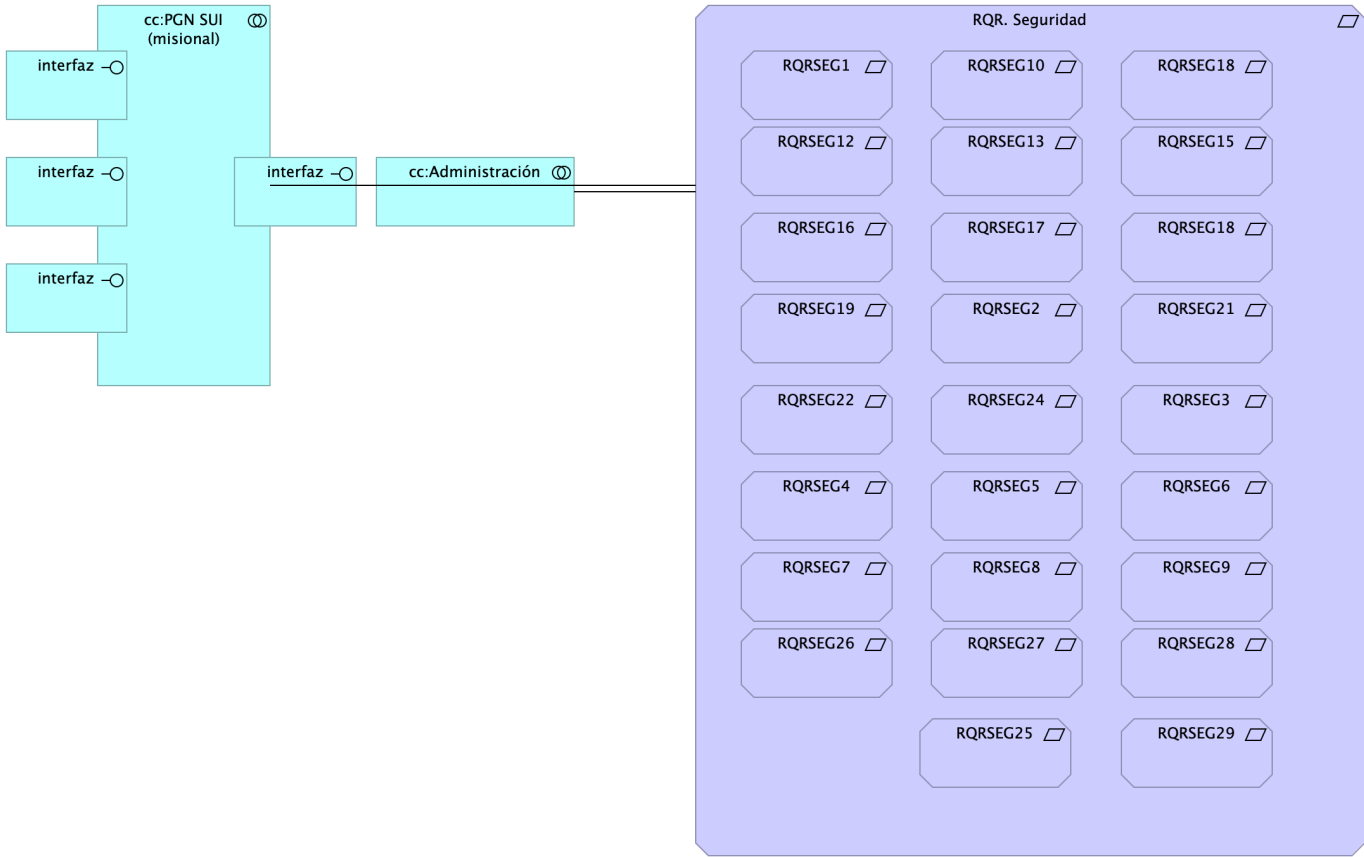 cc:PGN SUI
(misional)
interfaz
interfaz
interfaz
interfaz
cc:Administración
RQR. Seguridad
RQRSEG1
RQRSEG10
RQRSEG18
RQRSEG12
RQRSEG13
RQRSEG15
RQRSEG16
RQRSEG17
RQRSEG18
RQRSEG19
RQRSEG2
RQRSEG21
RQRSEG22
RQRSEG24
RQRSEG3
RQRSEG4
RQRSEG5
RQRSEG6
RQRSEG7
RQRSEG8
RQRSEG9
RQRSEG26
RQRSEG27
RQRSEG28
RQRSEG25
RQRSEG29